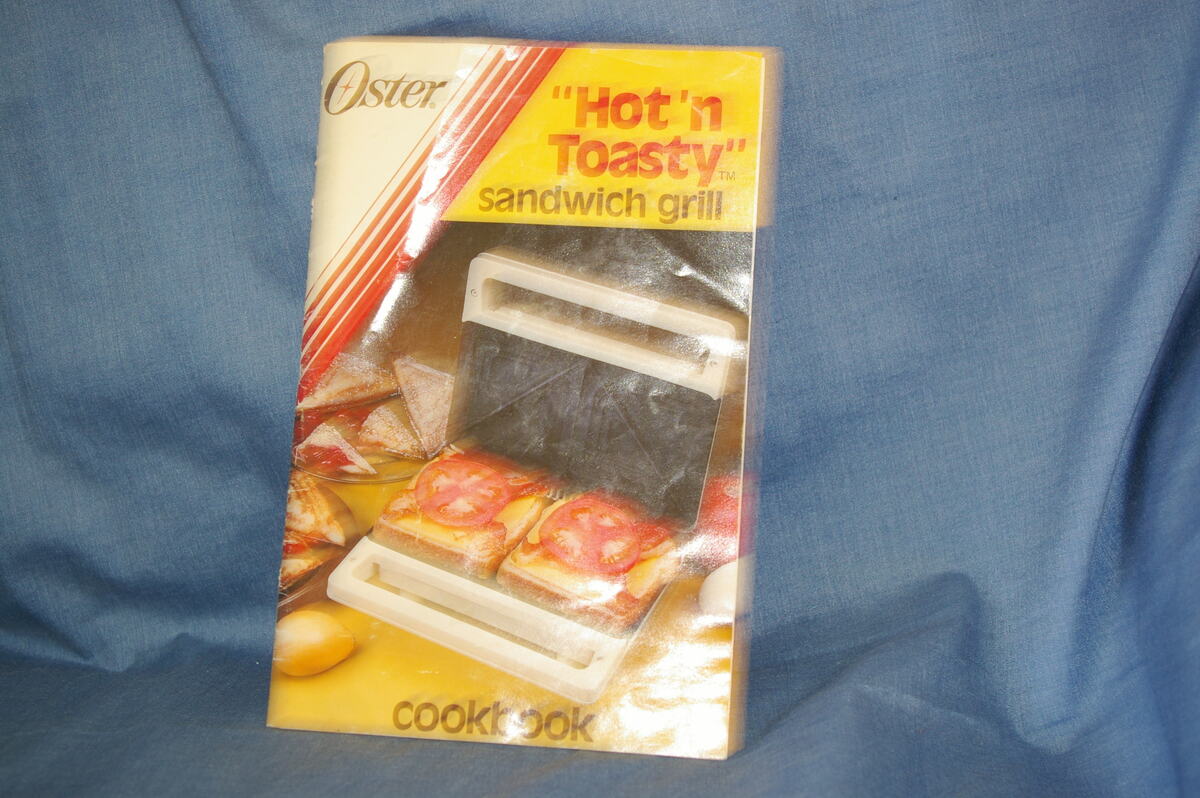 Oster®
"Hot 'n
Toasty"™
sandwich grill
cookbook